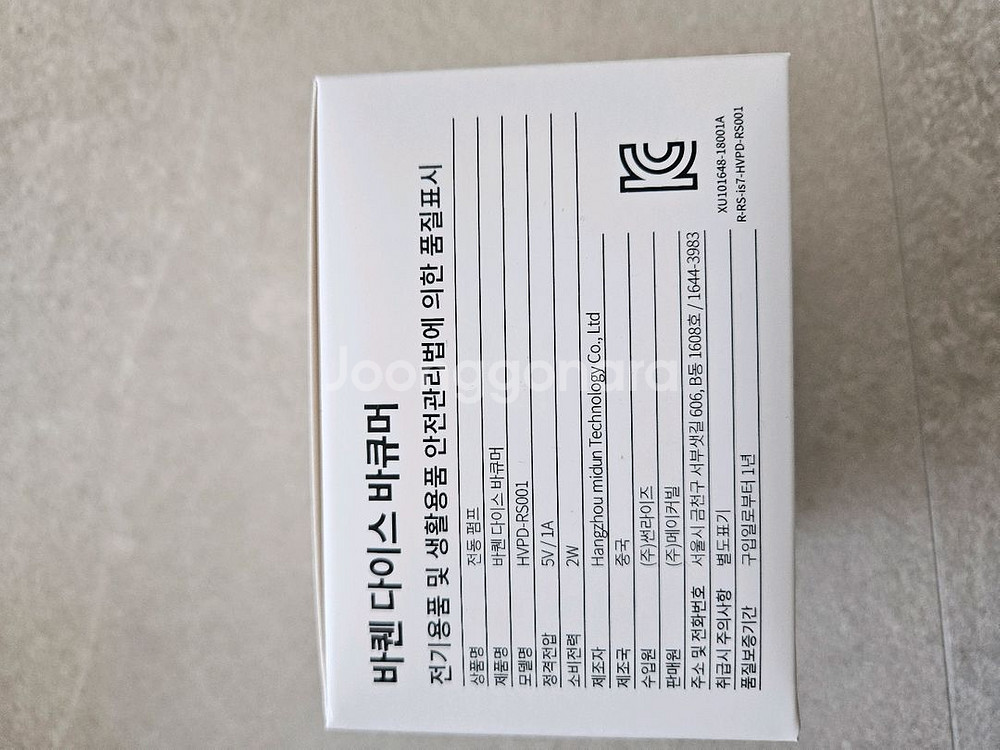 바퀜 다이스 바큐머
전기용품 및 생활용품 안전관리법에 의한 품질표시
상품명 전동 펌프
제품명 바퀜 다이스 바큐머
모델명 HVPD-RS001
정격전압 5V / 1A
소비전력 2W
제조자 Hangzhou midun Technology Co., Ltd
제조국 중국
수입원 (주)썬라이즈
판매원 (주)메이커빌
주소 및 전화번호 서울시 금천구 서부샛길 606, B동 1608호 / 1644-3983
취급시 주의사항 별도표기
품질보증기간 구입일로부터 1년
XU101648-18001A
R-RS-is7-HVPD-RS001
Joonggonara